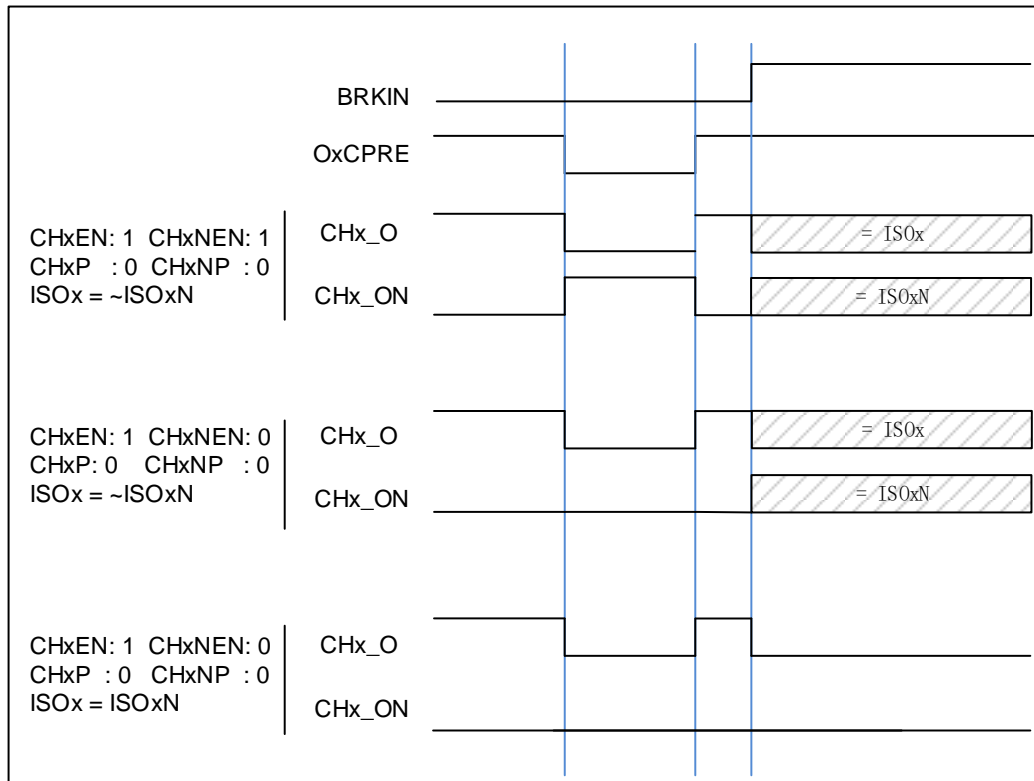 BRKIN
OxCPRE
CHxEN: 1 CHxNEN: 1
CHxP : 0 CHxNP : 0
ISOx = ~ISOxN
CHx_O
= ISOx
CHx_ON
= ISOxN
CHxEN: 1 CHxNEN: 0
CHxP: 0 CHxNP : 0
ISOx = ~ISOxN
CHx_O
= ISOx
CHx_ON
= ISOxN
CHxEN: 1 CHxNEN: 0
CHxP : 0 CHxNP : 0
ISOx = ISOxN
CHx_O
CHx_ON